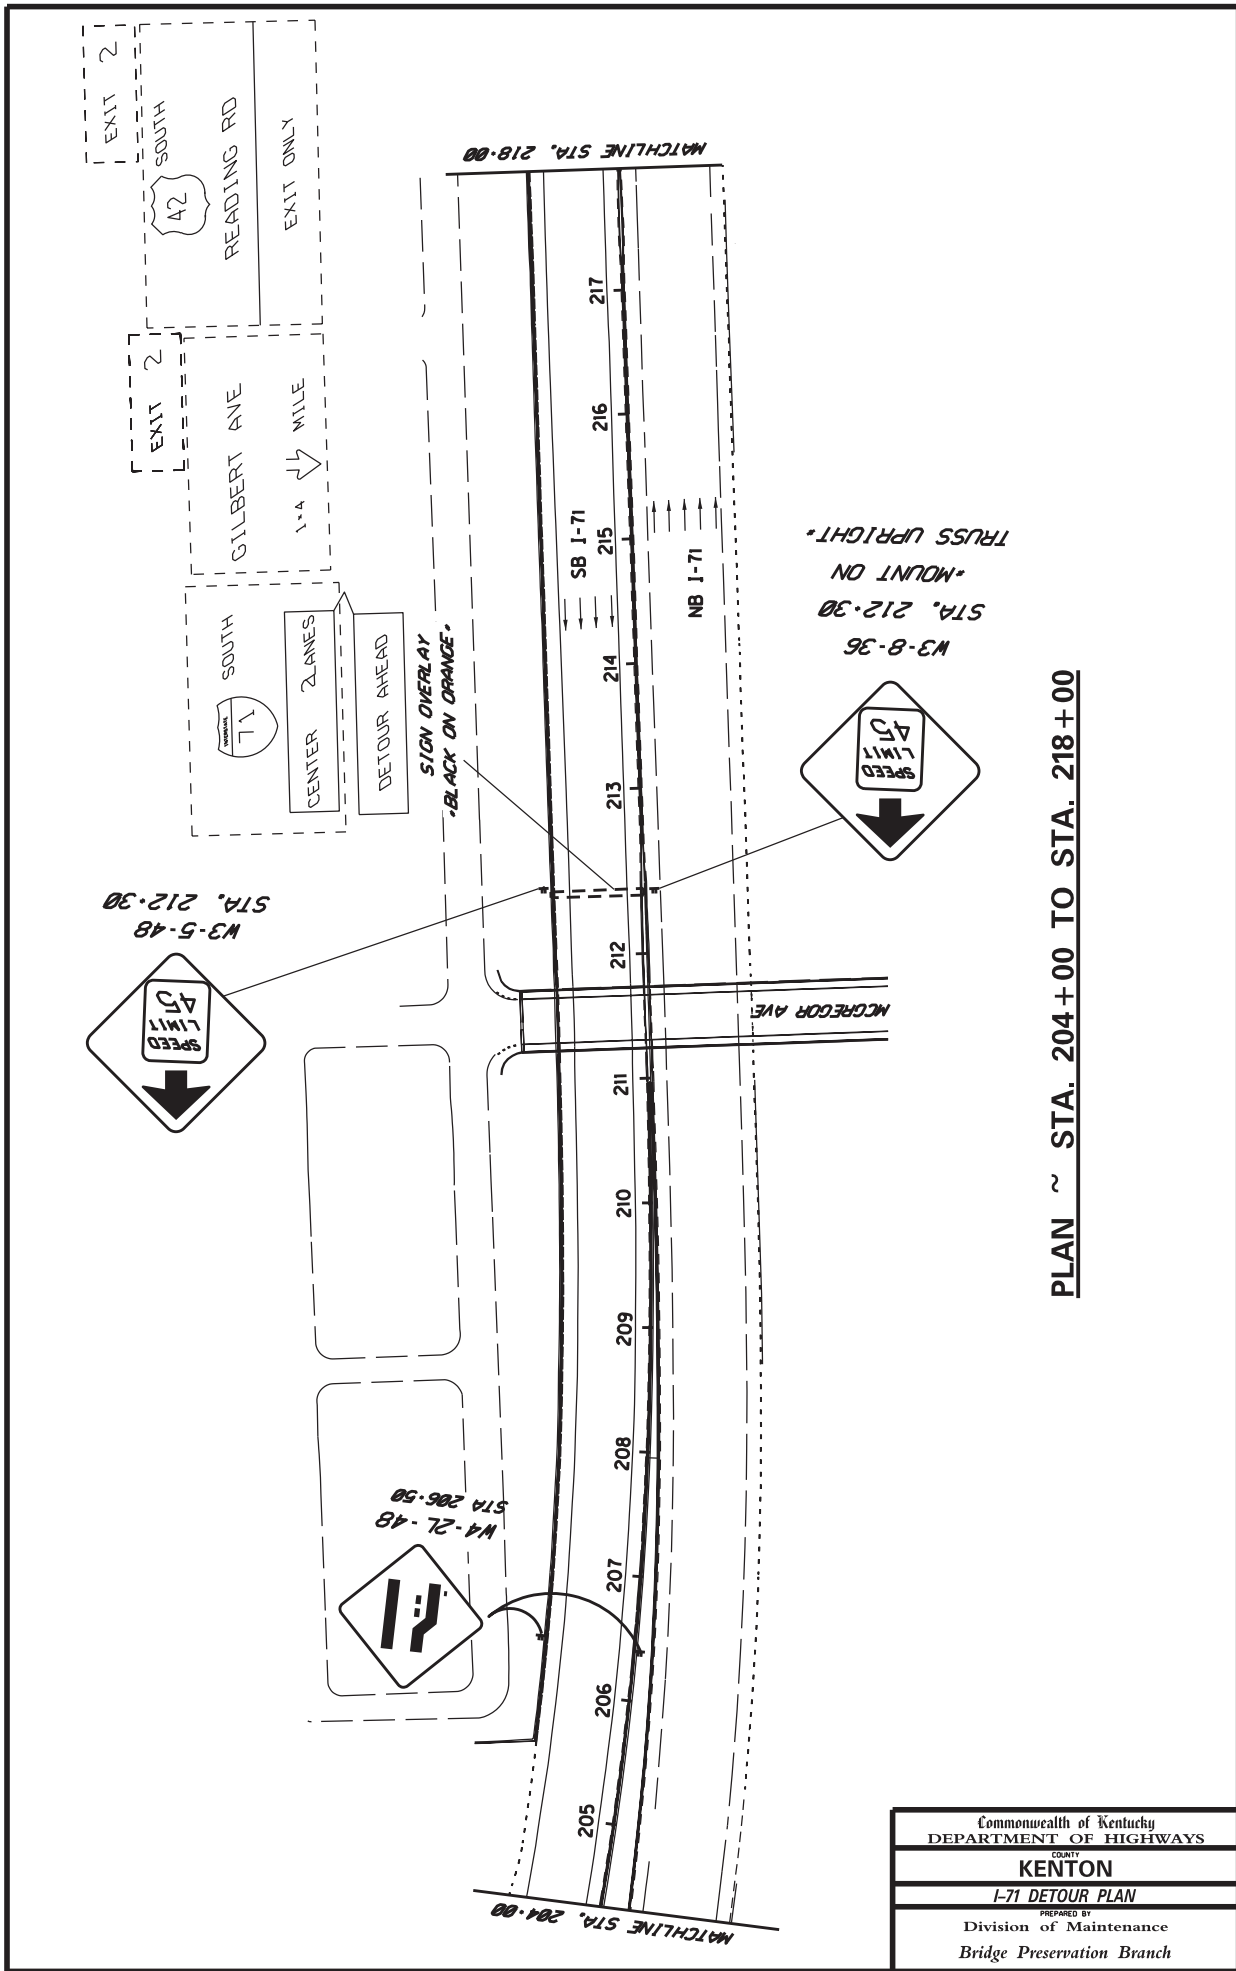 EXIT 2
42
SOUTH
READING RD
EXIT ONLY
EXIT 2
GILBERT AVE
1•4 MILE
INTERSTATE
71
SOUTH
CENTER 2LANES
DETOUR AHEAD
SIGN OVERLAY
•BLACK ON ORANGE•
MATCHLINE STA. 218•00
217
216
215
214
213
212
211
210
209
208
207
206
205
SB I-71
NB I-71
W3-8-36
STA. 212•30
•MOUNT ON
TRUSS UPRIGHT•
SPEED
LIMIT
45
W3-5-48
STA. 212•30
SPEED
LIMIT
45
MCGREGOR AVE
W4-2L-48
STA 206•50
MATCHLINE STA. 204•00
PLAN ~ STA. 204+00 TO STA. 218+00
Commonwealth of Kentucky
DEPARTMENT OF HIGHWAYS
COUNTY
KENTON
I-71 DETOUR PLAN
PREPARED BY
Division of Maintenance
Bridge Preservation Branch